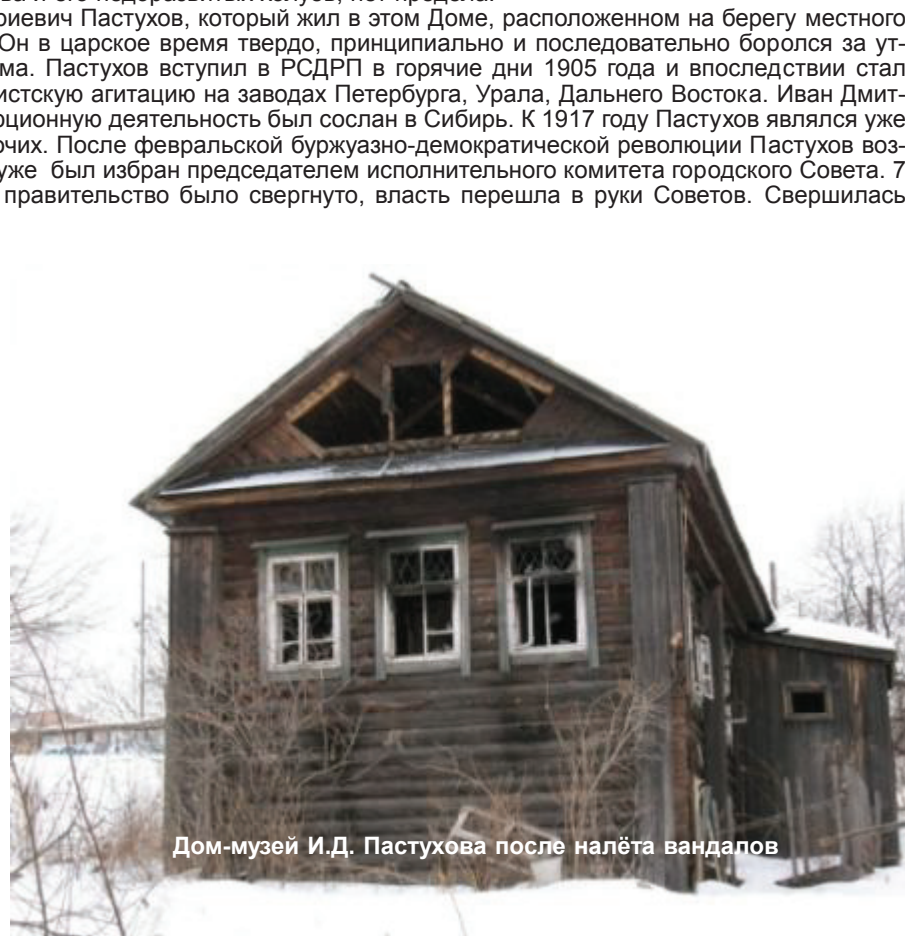 риевич Пастухов, который жил в этом Доме, расположенном на берегу местного
Он в царское время твердо, принципиально и последовательно боролся за ут-
ма. Пастухов вступил в РСДРП в горячие дни 1905 года и впоследствии стал
истскую агитацию на заводах Петербурга, Урала, Дальнего Востока. Иван Дмит-
юционную деятельность был сослан в Сибирь. К 1917 году Пастухов являлся уже
очих. После февральской буржуазно-демократической революции Пастухов воз-
уже был избран председателем исполнительного комитета городского Совета. 7
правительство было свергнуто, власть перешла в руки Советов. Свершилась
Дом-музей И.Д. Пастухова после налёта вандалов